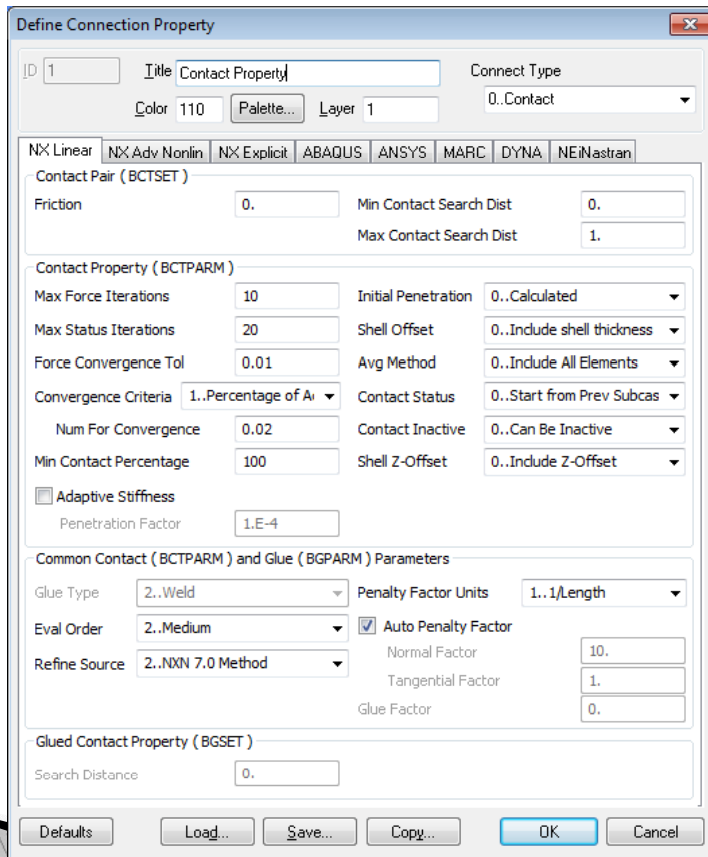 Define Connection Property
ID 1 Title Contact Property Connect Type
Color 110 Palette... Layer 1 0..Contact
NX Linear NX Adv Nonlin NX Explicit ABAQUS ANSYS MARC DYNA NEiNastran
Contact Pair ( BCTSET )
Friction 0. Min Contact Search Dist 0.
Max Contact Search Dist 1.
Contact Property ( BCTPARM )
Max Force Iterations 10 Initial Penetration 0..Calculated
Max Status Iterations 20 Shell Offset 0..Include shell thickness
Force Convergence Tol 0.01 Avg Method 0..Include All Elements
Convergence Criteria 1..Percentage of A Contact Status 0..Start from Prev Subcas
Num For Convergence 0.02 Contact Inactive 0..Can Be Inactive
Min Contact Percentage 100 Shell Z-Offset 0..Include Z-Offset
Adaptive Stiffness
Penetration Factor 1.E-4
Common Contact ( BCTPARM ) and Glue ( BGPARM ) Parameters
Glue Type 2..Weld Penalty Factor Units 1..1/Length
Eval Order 2..Medium Auto Penalty Factor
Normal Factor 10.
Refine Source 2..NXN 7.0 Method
Tangential Factor 1.
Glue Factor 0.
Glued Contact Property ( BGSET )
Search Distance 0.
Defaults Load... Save... Copy... OK Cancel